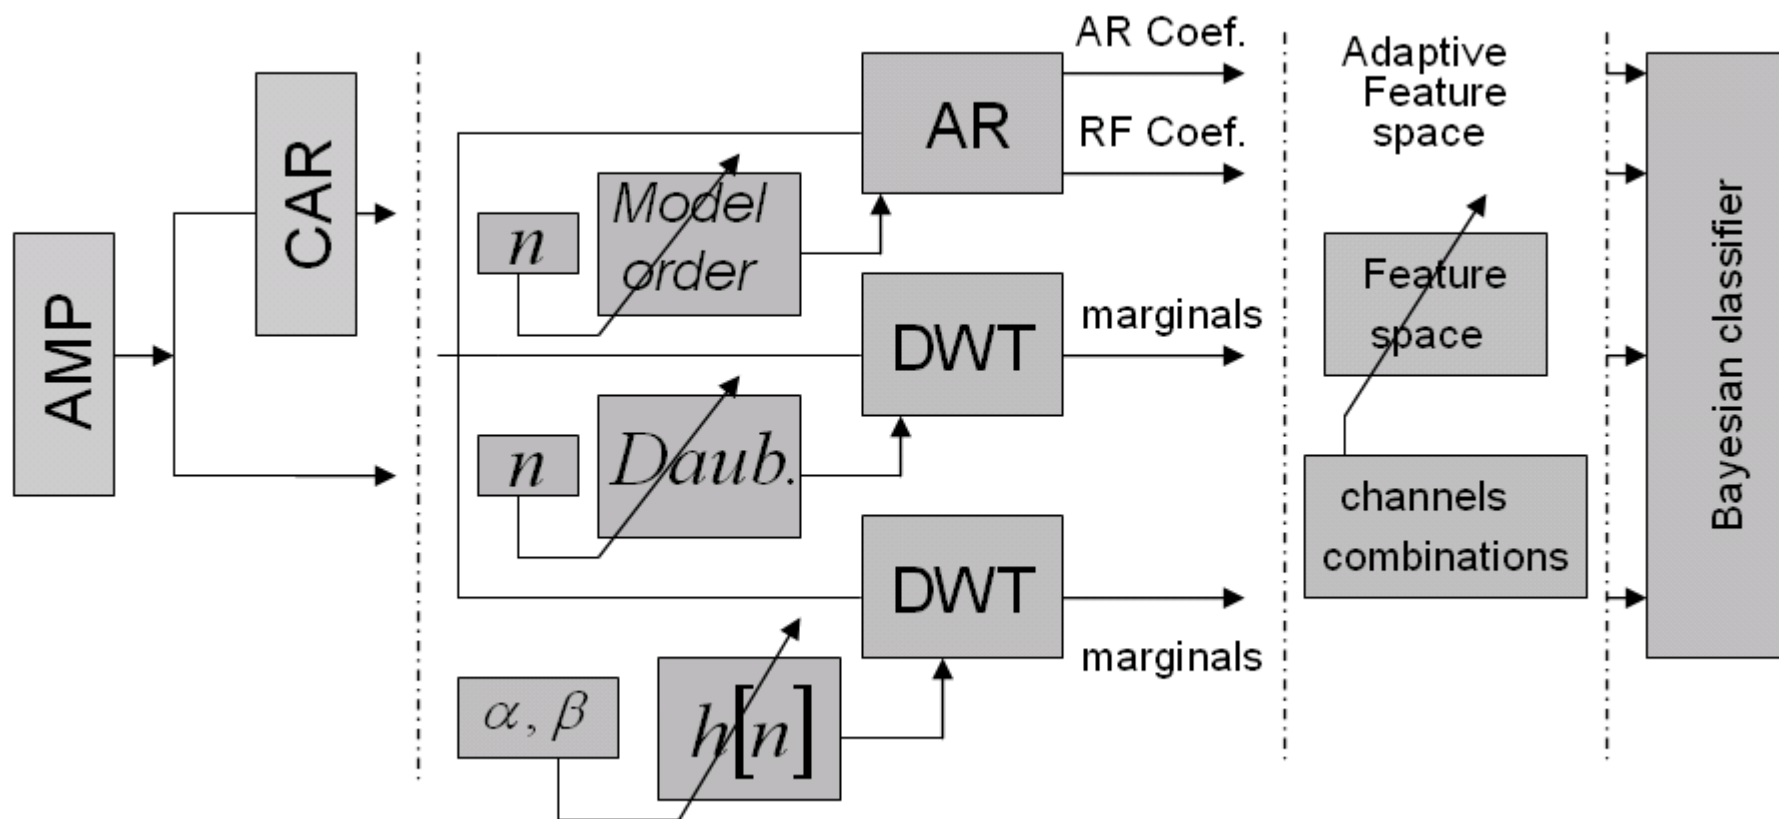 AMP
CAR
n
Model
order
n
Daub.
α, β
h[n]
AR
DWT
DWT
AR Coef.
RF Coef.
marginals
marginals
Adaptive
Feature
space
Feature
space
channels
combinations
Bayesian classifier